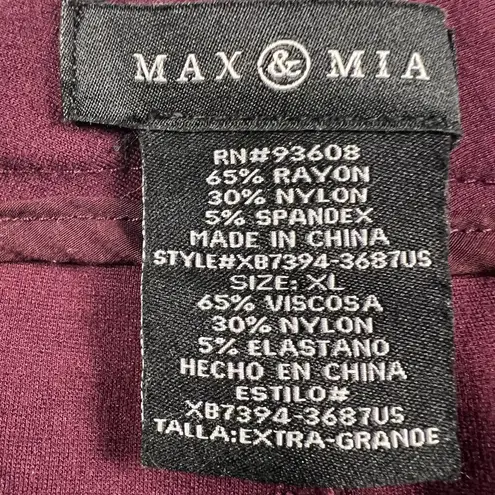 MAX & MIA
RN#93608
65% RAYON
30% NYLON
5% SPANDEX
MADE IN CHINA
STYLE#XB7394-3687US
SIZE: XL
65% VISCOSA
30% NYLON
5% ELASTANO
HECHO EN CHINA
ESTILO#
XB7394-3687US
TALLA:EXTRA-GRANDE